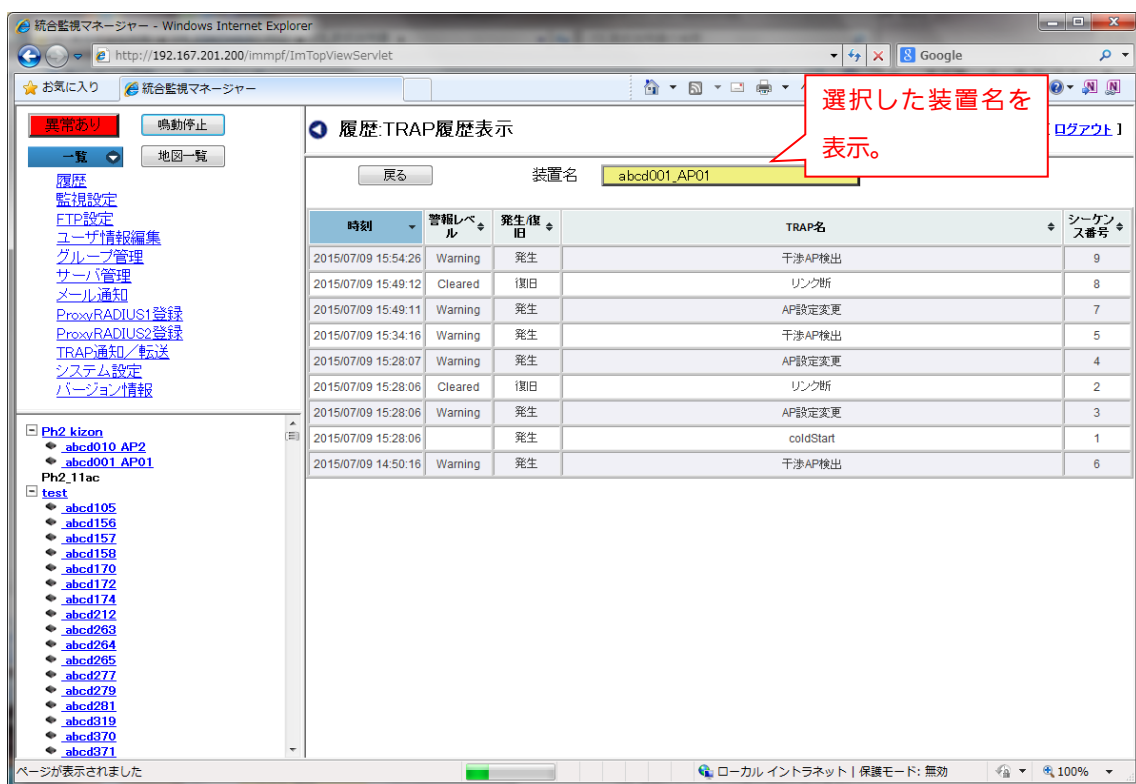 統合監視マネージャー - Windows Internet Explorer
http://192.167.201.200/immpf/ImTopViewServlet
Google
お気に入り
統合監視マネージャー
選択した装置名を
表示。
異常あり
鳴動停止
一覧
地図一覧
履歴
監視設定
FTP設定
ユーザ情報編集
グループ管理
サーバ管理
メール通知
ProxyRADIUS1登録
ProxyRADIUS2登録
TRAP通知／転送
システム設定
バージョン情報
Ph2_kizon
abcd010_AP2
abcd001_AP01
Ph2_11ac
test
abcd105
abcd156
abcd157
abcd158
abcd170
abcd172
abcd174
abcd212
abcd263
abcd264
abcd265
abcd277
abcd279
abcd281
abcd319
abcd370
abcd371
履歴:TRAP履歴表示
[ログアウト]
戻る
装置名 abcd001_AP01
時刻 警報レベル 発生/復旧 TRAP名 シーケンス番号
2015/07/09 15:54:26 Warning 発生 干渉AP検出 9
2015/07/09 15:49:12 Cleared 復旧 リンク断 8
2015/07/09 15:49:11 Warning 発生 AP設定変更 7
2015/07/09 15:34:16 Warning 発生 干渉AP検出 5
2015/07/09 15:28:07 Warning 発生 AP設定変更 4
2015/07/09 15:28:06 Cleared 復旧 リンク断 2
2015/07/09 15:28:06 Warning 発生 AP設定変更 3
2015/07/09 15:28:06 発生 coldStart 1
2015/07/09 14:50:16 Warning 発生 干渉AP検出 6
ページが表示されました
ローカル イントラネット | 保護モード: 無効
100%